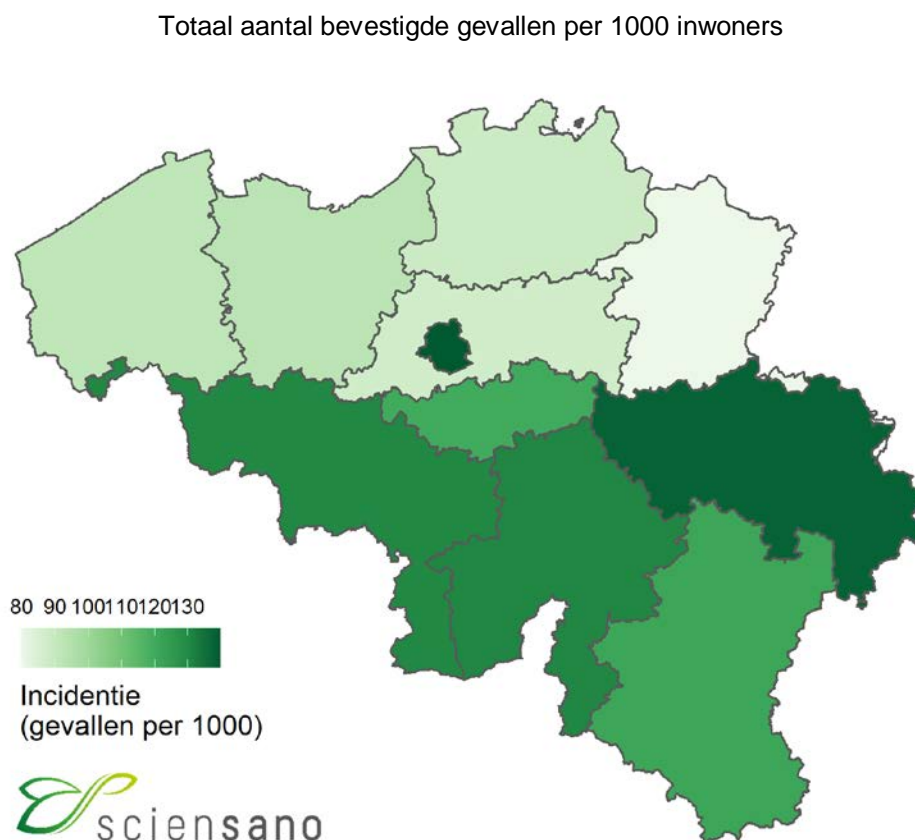 Totaal aantal bevestigde gevallen per 1000 inwoners
80 90 100110120130
Incidentie
(gevallen per 1000)
sciensano